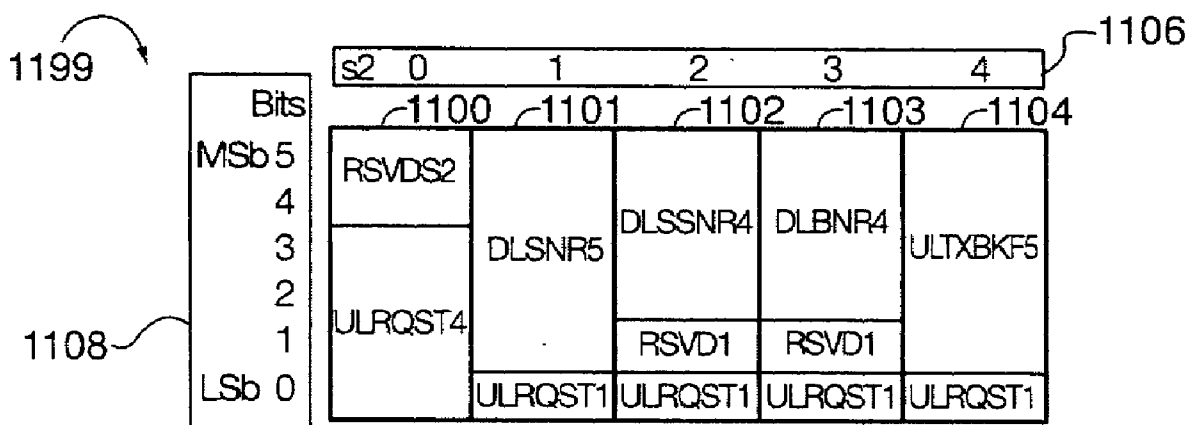 1199
1106
s2 0 1 2 3 4
Bits
1100 1101 1102 1103 1104
MSb 5
4
3
2
1
LSb 0
1108
RSVDS2
DLSNR5
DLSSNR4
DLBNR4
ULTXBKF5
ULRQST4
RSVD1 RSVD1
ULRQST1 ULRQST1 ULRQST1 ULRQST1